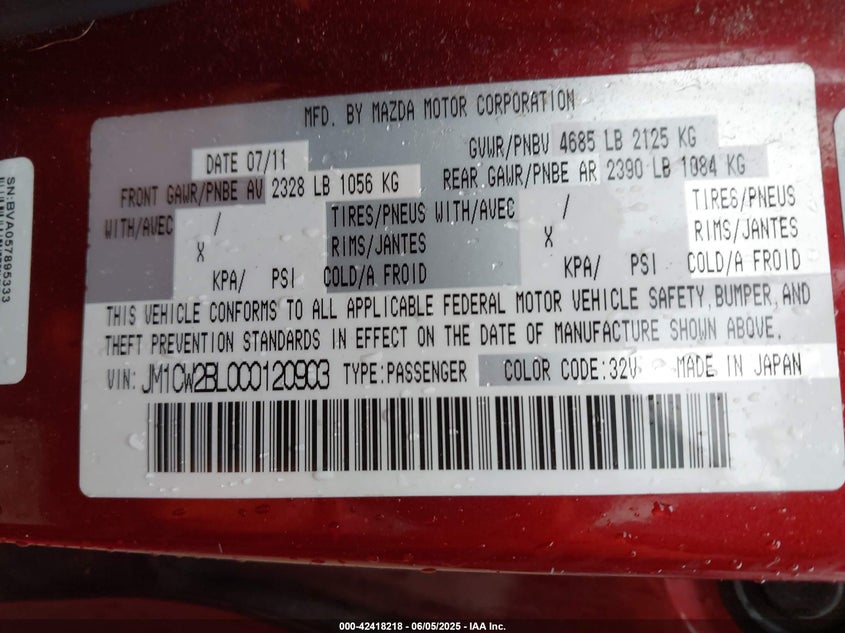 MFD. BY MAZDA MOTOR CORPORATION
DATE 07/11 GVWR/PNBV 4685 LB 2125 KG
FRONT GAWR/PNBE AV 2328 LB 1056 KG REAR GAWR/PNBE AR 2390 LB 1084 KG
WITH/AVEC / TIRES/PNEUS WITH/AVEC / TIRES/PNEUS
X RIMS/JANTES X RIMS/JANTES
KPA/ PSI COLD/A FROID KPA/ PSI COLD/A FROID
THIS VEHICLE CONFORMS TO ALL APPLICABLE FEDERAL MOTOR VEHICLE SAFETY, BUMPER, AND
THEFT PREVENTION STANDARDS IN EFFECT ON THE DATE OF MANUFACTURE SHOWN ABOVE.
VIN: JM1CW2BL0C0120903 TYPE:PASSENGER COLOR CODE:32V MADE IN JAPAN
SN:BVA057895333
000-42418218 - 06/05/2025 - IAA Inc.